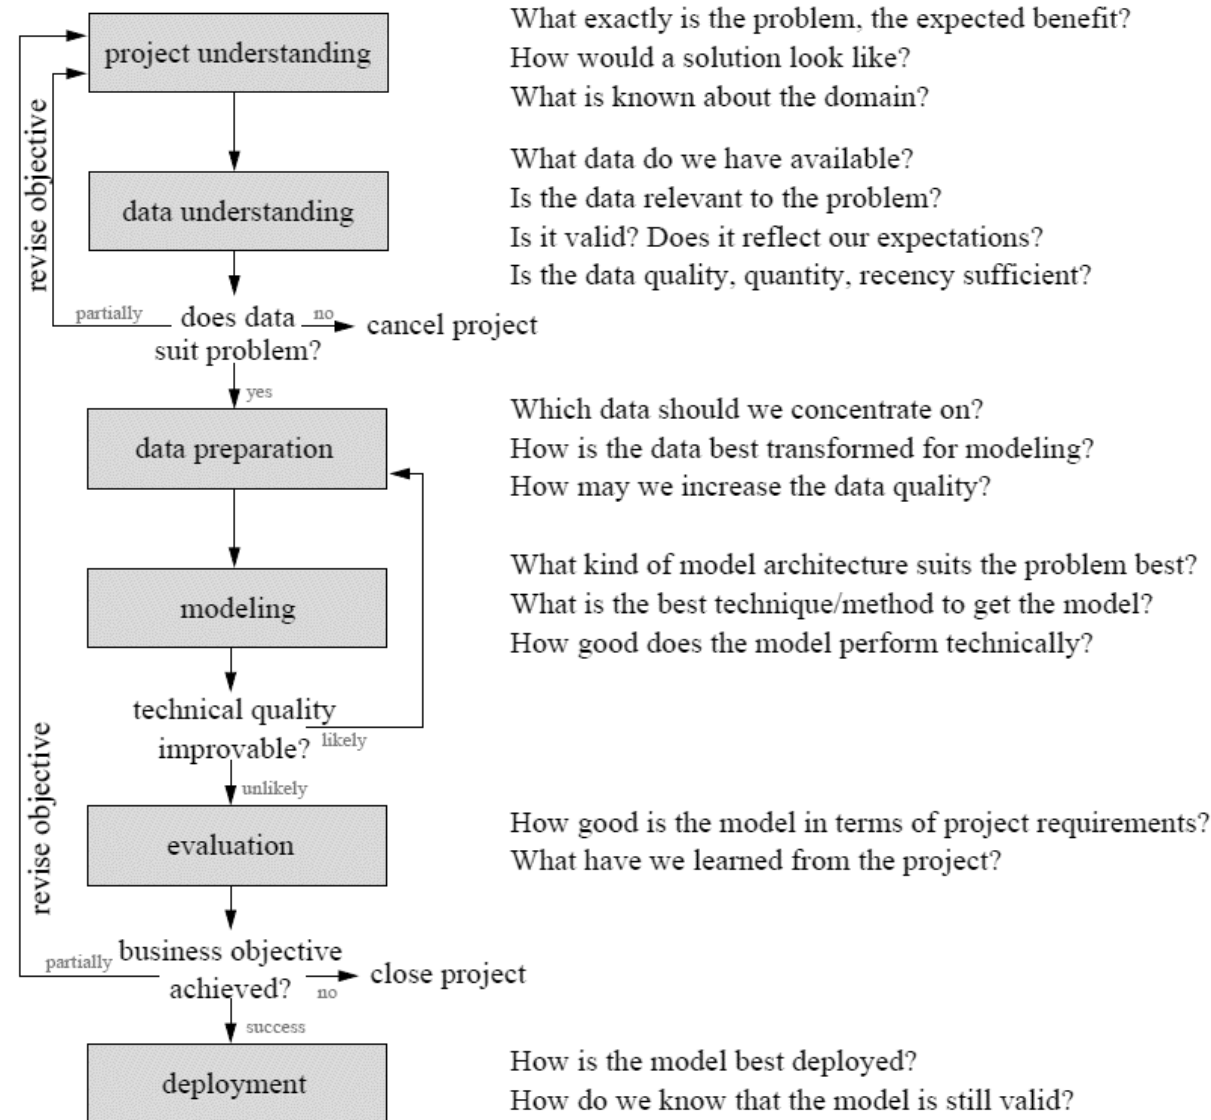 project understanding
What exactly is the problem, the expected benefit?
How would a solution look like?
What is known about the domain?
revise objective
data understanding
What data do we have available?
Is the data relevant to the problem?
Is it valid? Does it reflect our expectations?
Is the data quality, quantity, recency sufficient?
partially
does data
suit problem?
no
cancel project
yes
data preparation
Which data should we concentrate on?
How is the data best transformed for modeling?
How may we increase the data quality?
modeling
What kind of model architecture suits the problem best?
What is the best technique/method to get the model?
How good does the model perform technically?
technical quality
improvable?
likely
unlikely
revise objective
evaluation
How good is the model in terms of project requirements?
What have we learned from the project?
partially
business objective
achieved?
no
close project
success
deployment
How is the model best deployed?
How do we know that the model is still valid?